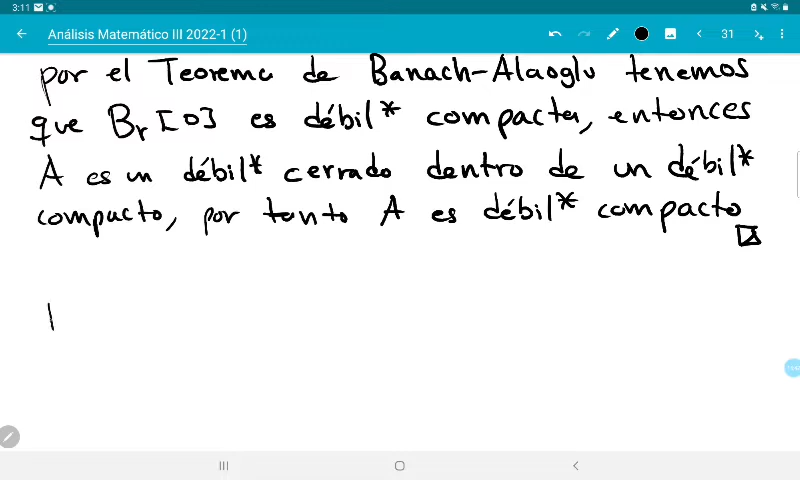 3:11
Análisis Matemático III 2022-1 (1)
31
por el Teorema de Banach-Alaoglu tenemos
que Br [0] es débil* compacta, entonces
A es un débil* cerrado dentro de un débil*
compacto, por tanto A es débil* compacto